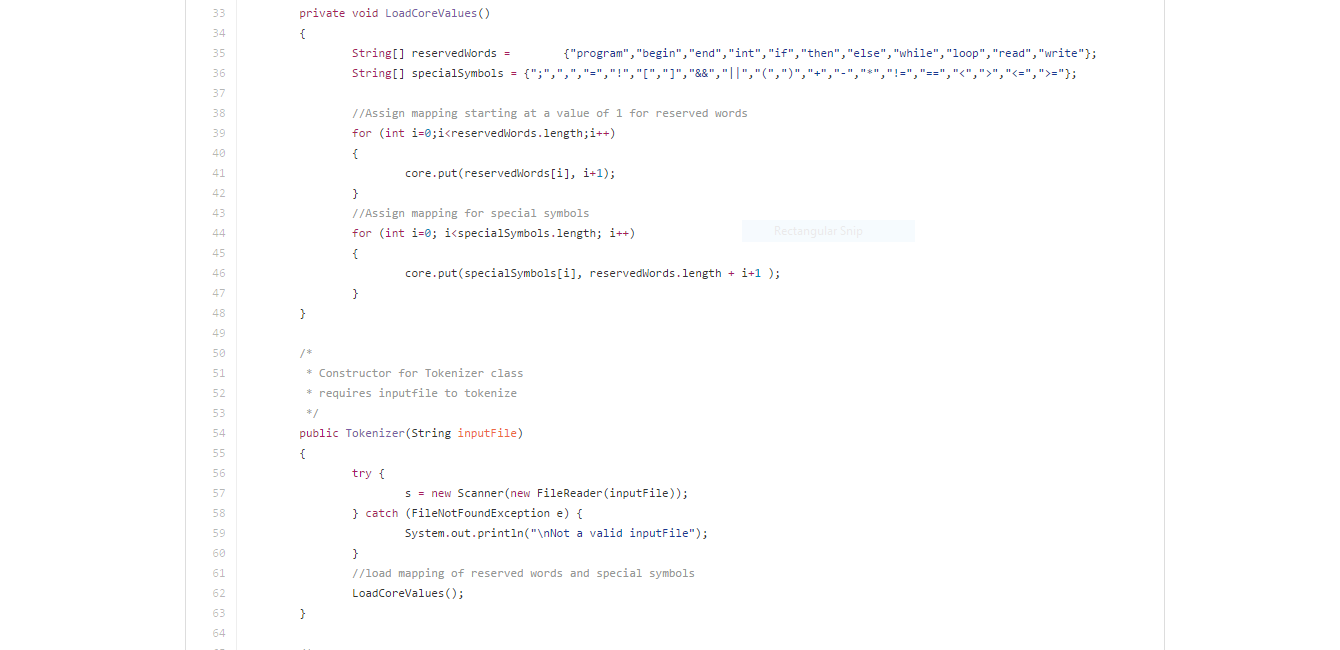 33 private void LoadCoreValues()
34 {
35 String[] reservedWords = {"program","begin","end","int","if","then","else","while","loop","read","write"};
36 String[] specialSymbols = {";",",","=","!","[","]","&&","||","(",")","+","-","*","!=","==","<",">","<=",">="};
37
38 //Assign mapping starting at a value of 1 for reserved words
39 for (int i=0;i<reservedWords.length;i++)
40 {
41 core.put(reservedWords[i], i+1);
42 }
43 //Assign mapping for special symbols
44 for (int i=0; i<specialSymbols.length; i++)
Rectangular Snip
45 {
46 core.put(specialSymbols[i], reservedWords.length + i+1 );
47 }
48 }
49
50 /*
51 * Constructor for Tokenizer class
52 * requires inputfile to tokenize
53 */
54 public Tokenizer(String inputFile)
55 {
56 try {
57 s = new Scanner(new FileReader(inputFile));
58 } catch (FileNotFoundException e) {
59 System.out.println("\nNot a valid inputFile");
60 }
61 //load mapping of reserved words and special symbols
62 LoadCoreValues();
63 }
64